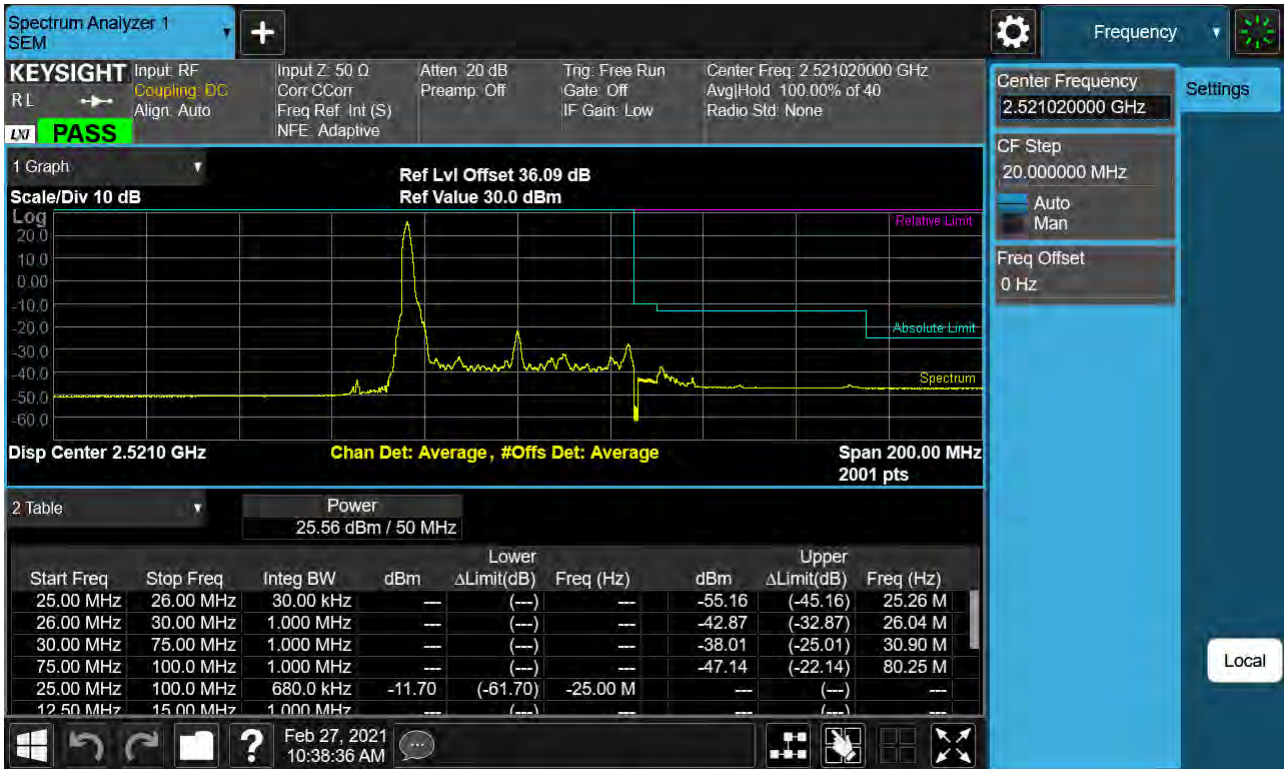 Spectrum Analyzer 1
SEM
Frequency
KEYSIGHT
R L
LXI
PASS
Input: RF
Coupling: DC
Align: Auto
Input Z: 50 Ω
Corr CCorr
Freq Ref: Int (S)
NFE: Adaptive
Atten: 20 dB
Preamp: Off
Trig: Free Run
Gate: Off
IF Gain: Low
Center Freq: 2.521020000 GHz
Avg|Hold: 100.00% of 40
Radio Std: None
Center Frequency
2.521020000 GHz
Settings
CF Step
20.000000 MHz
Auto
Man
Freq Offset
0 Hz
1 Graph
Scale/Div 10 dB
Ref Lvl Offset 36.09 dB
Ref Value 30.0 dBm
Log
20.0
10.0
0.00
-10.0
-20.0
-30.0
-40.0
-50.0
-60.0
Relative Limit
Absolute Limit
Spectrum
Disp Center 2.5210 GHz
Chan Det: Average, #Offs Det: Average
Span 200.00 MHz
2001 pts
2 Table
Power
25.56 dBm / 50 MHz
Lower Upper
Start Freq Stop Freq Integ BW dBm ΔLimit(dB) Freq (Hz) dBm ΔLimit(dB) Freq (Hz)
25.00 MHz 26.00 MHz 30.00 kHz --- (---) --- -55.16 (-45.16) 25.26 M
26.00 MHz 30.00 MHz 1.000 MHz --- (---) --- -42.87 (-32.87) 26.04 M
30.00 MHz 75.00 MHz 1.000 MHz --- (---) --- -38.01 (-25.01) 30.90 M
75.00 MHz 100.0 MHz 1.000 MHz --- (---) --- -47.14 (-22.14) 80.25 M
25.00 MHz 100.0 MHz 680.0 kHz -11.70 (-61.70) -25.00 M --- (---) ---
12.50 MHz 15.00 MHz 1.000 MHz --- (---) --- --- (---) ---
Local
?
Feb 27, 2021
10:38:36 AM